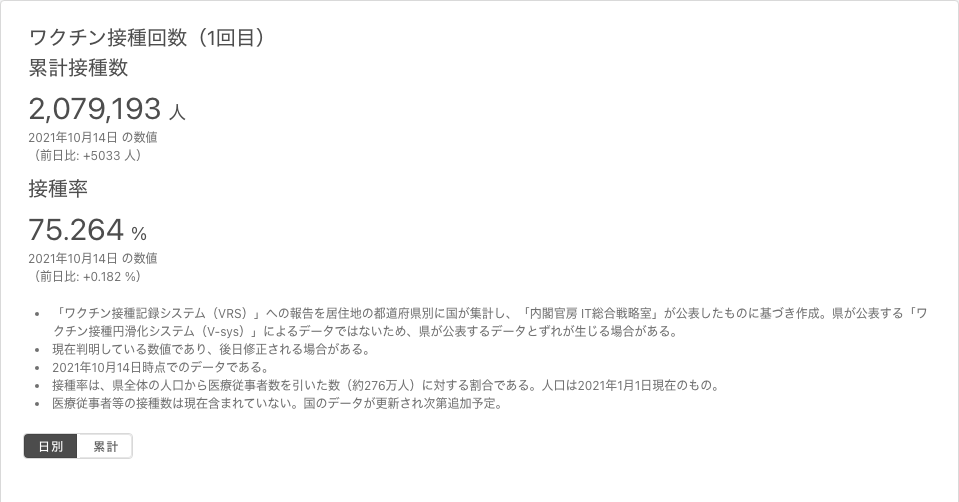 ワクチン接種回数（1回目）
累計接種数
2,079,193 人
2021年10月14日 の数値
（前日比: +5033 人）
接種率
75.264 %
2021年10月14日 の数値
（前日比: +0.182 %）
• 「ワクチン接種記録システム（VRS）」への報告を居住地の都道府県別に国が集計し、「内閣官房 IT総合戦略室」が公表したものに基づき作成。県が公表する「ワ
クチン接種円滑化システム（V-sys）」によるデータではないため、県が公表するデータとずれが生じる場合がある。
• 現在判明している数値であり、後日修正される場合がある。
• 2021年10月14日時点でのデータである。
• 接種率は、県全体の人口から医療従事者数を引いた数（約276万人）に対する割合である。人口は2021年1月1日現在のもの。
• 医療従事者等の接種数は現在含まれていない。国のデータが更新され次第追加予定。
日別 累計